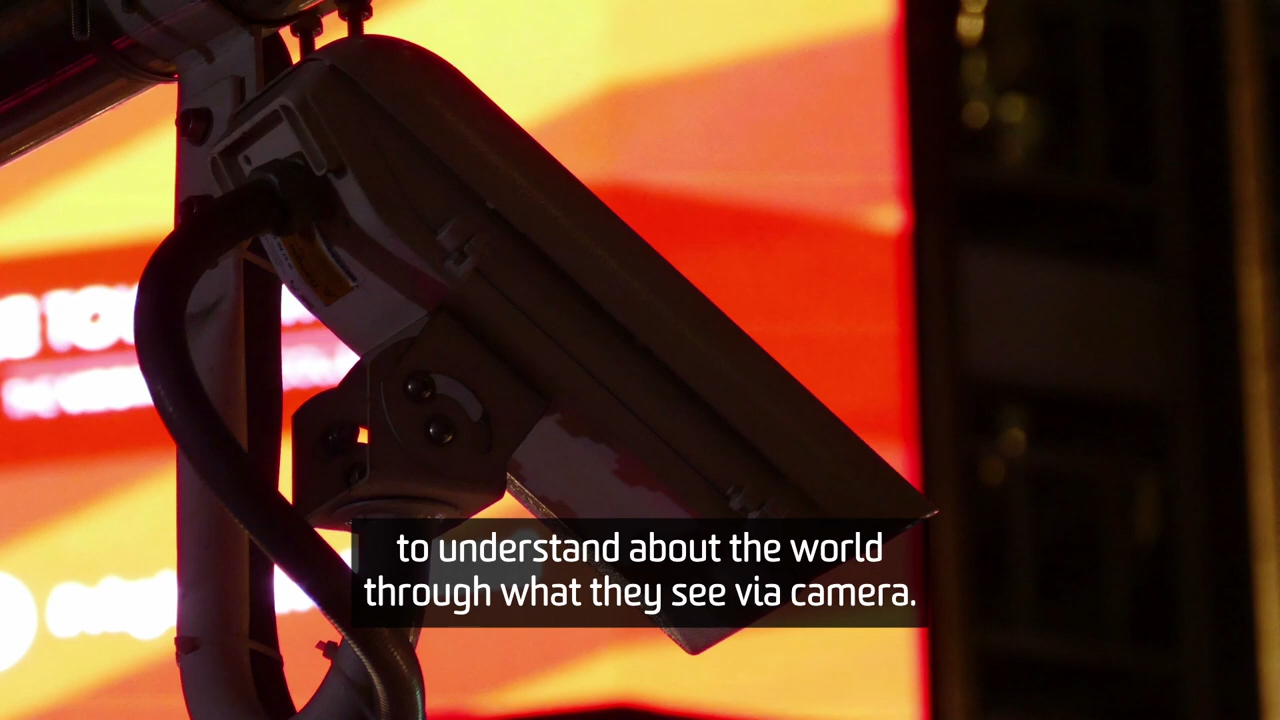 to understand about the world
through what they see via camera.